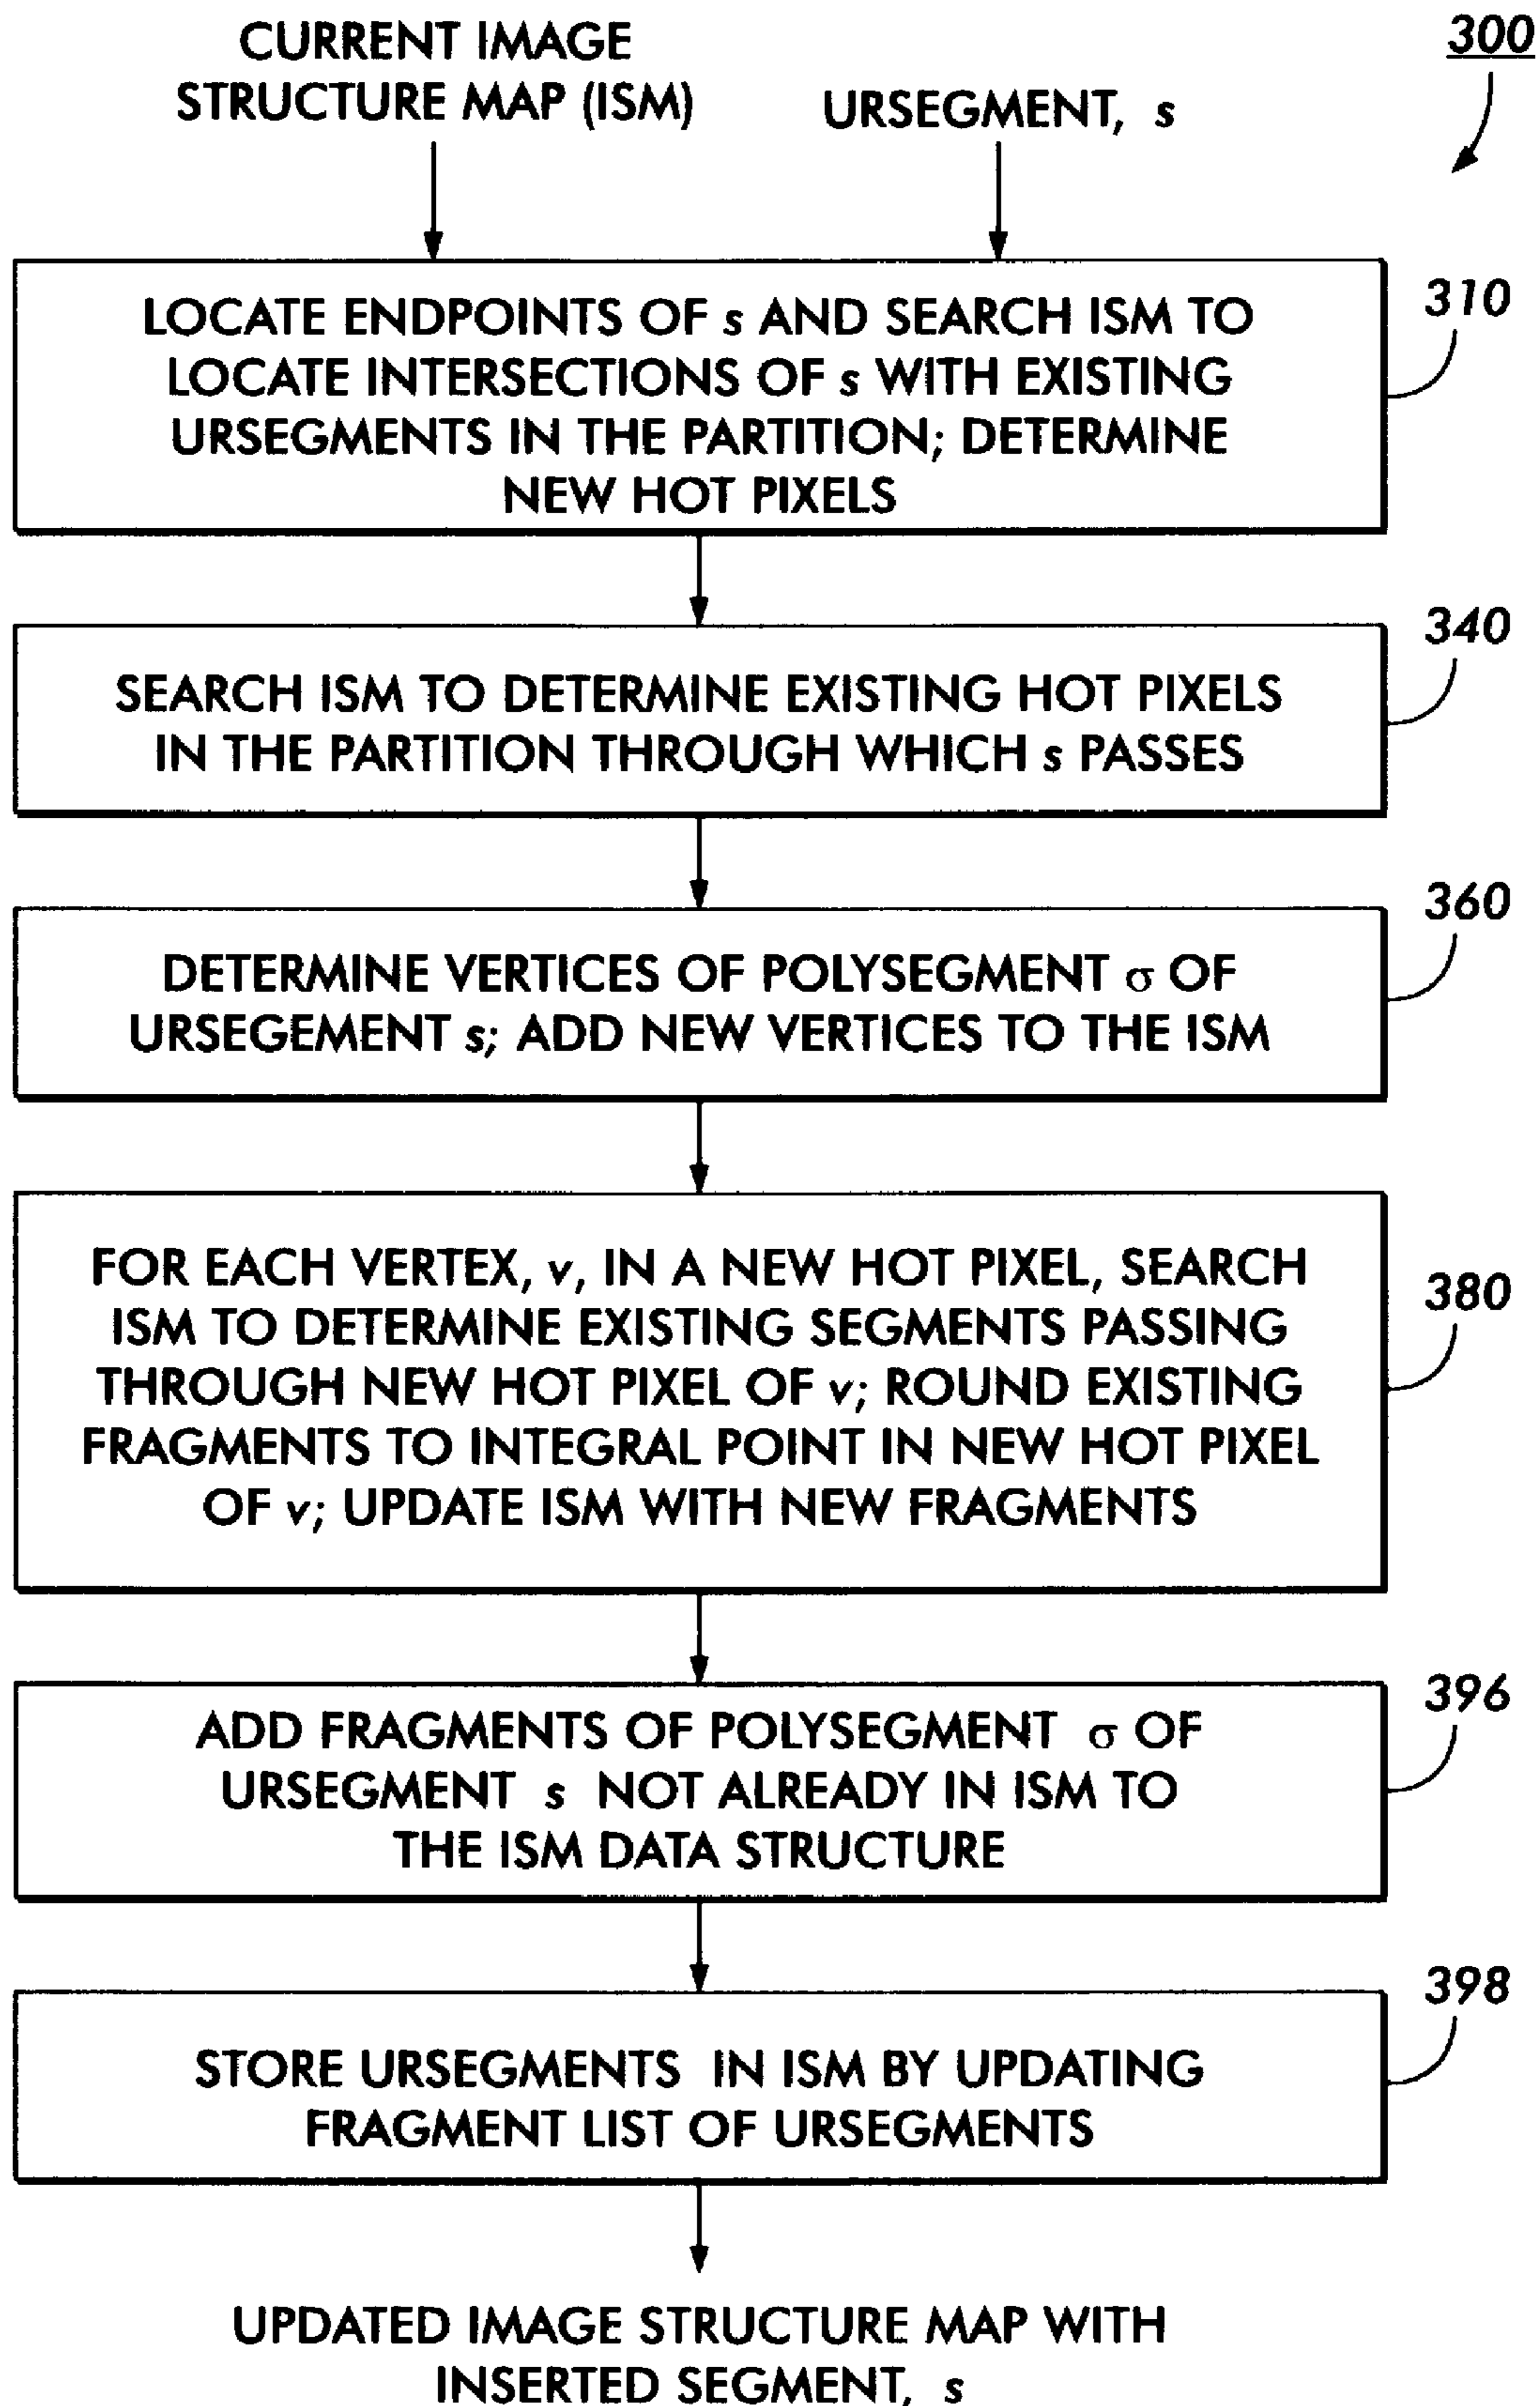 CURRENT IMAGE
STRUCTURE MAP (ISM)
URSEGMENT, s
300
LOCATE ENDPOINTS OF s AND SEARCH ISM TO
LOCATE INTERSECTIONS OF s WITH EXISTING
URSEGMENTS IN THE PARTITION; DETERMINE
NEW HOT PIXELS
310
SEARCH ISM TO DETERMINE EXISTING HOT PIXELS
IN THE PARTITION THROUGH WHICH s PASSES
340
DETERMINE VERTICES OF POLYSEGMENT σ OF
URSEGEMENT s; ADD NEW VERTICES TO THE ISM
360
FOR EACH VERTEX, v, IN A NEW HOT PIXEL, SEARCH
ISM TO DETERMINE EXISTING SEGMENTS PASSING
THROUGH NEW HOT PIXEL OF v; ROUND EXISTING
FRAGMENTS TO INTEGRAL POINT IN NEW HOT PIXEL
OF v; UPDATE ISM WITH NEW FRAGMENTS
380
ADD FRAGMENTS OF POLYSEGMENT σ OF
URSEGMENT s NOT ALREADY IN ISM TO
THE ISM DATA STRUCTURE
396
STORE URSEGMENTS IN ISM BY UPDATING
FRAGMENT LIST OF URSEGMENTS
398
UPDATED IMAGE STRUCTURE MAP WITH
INSERTED SEGMENT, s